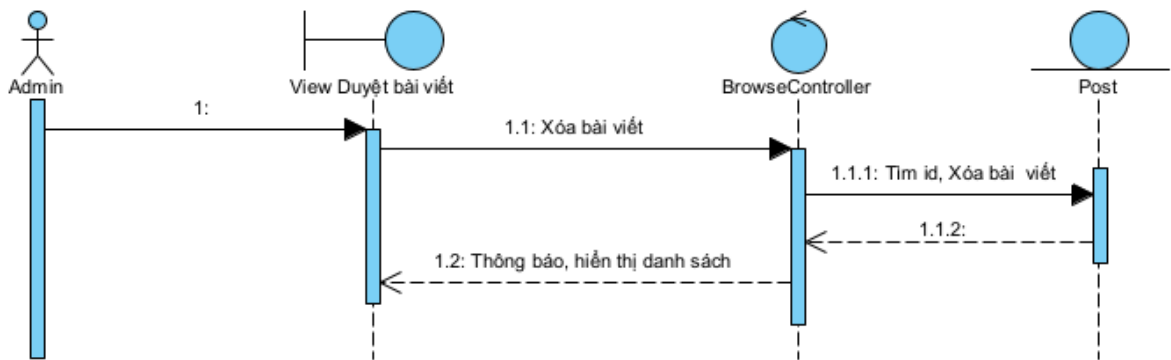 Admin
View Duyệt bài viết
BrowseController
Post
1:
1.1: Xóa bài viết
1.1.1: Tìm id, Xóa bài viết
1.1.2:
1.2: Thông báo, hiển thị danh sách